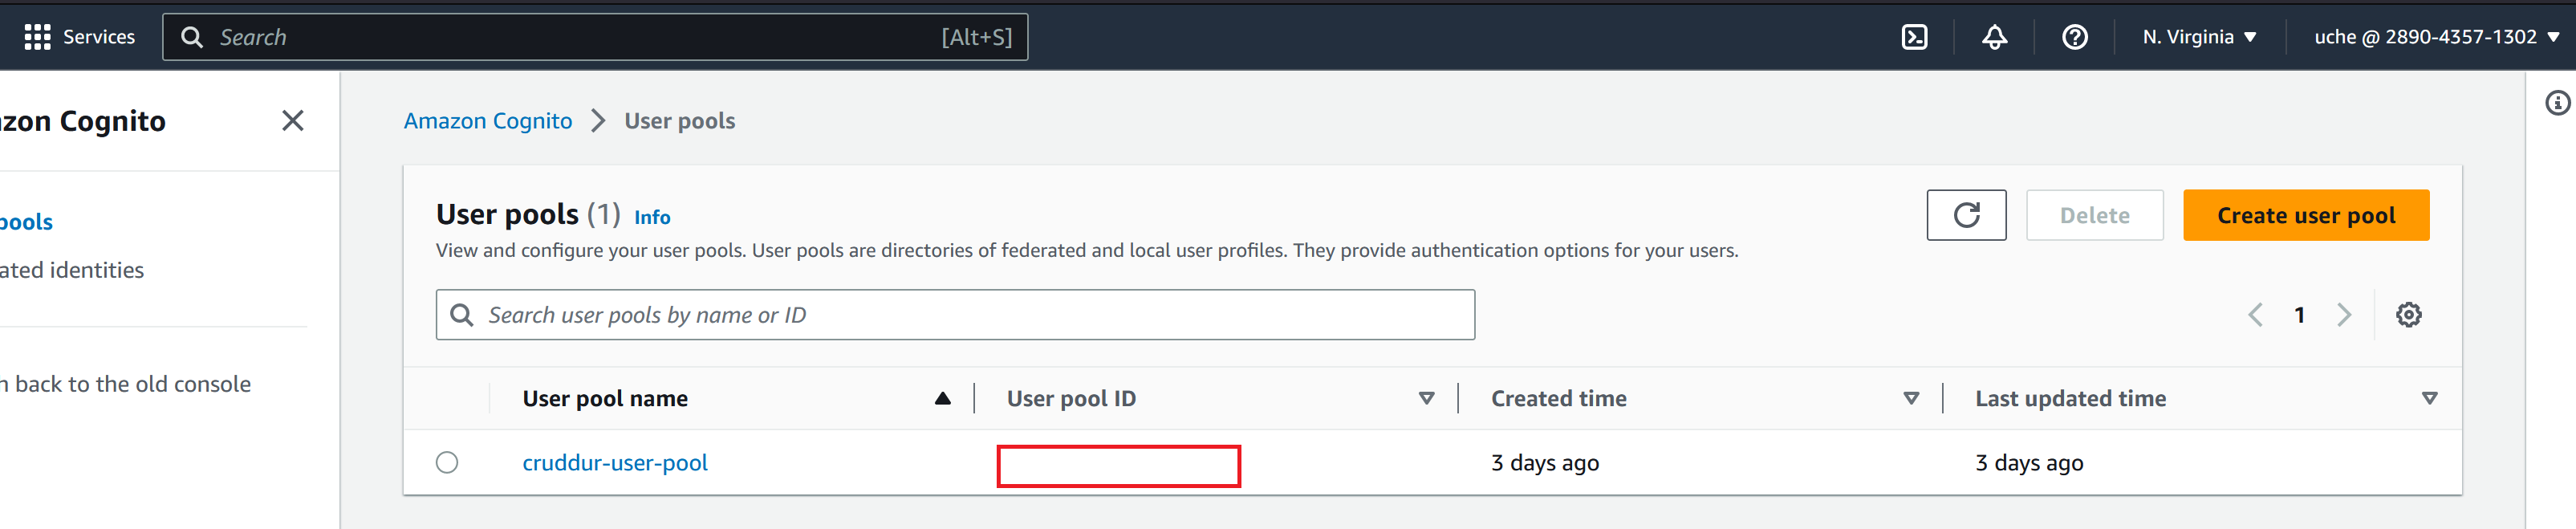 Services Search [Alt+S] N. Virginia uche @ 2890-4357-1302
zon Cognito
pools
ated identities
n back to the old console
Amazon Cognito User pools
User pools (1) Info
View and configure your user pools. User pools are directories of federated and local user profiles. They provide authentication options for your users.
Delete
Create user pool
Search user pools by name or ID
1
User pool name User pool ID Created time Last updated time
cruddur-user-pool 3 days ago 3 days ago